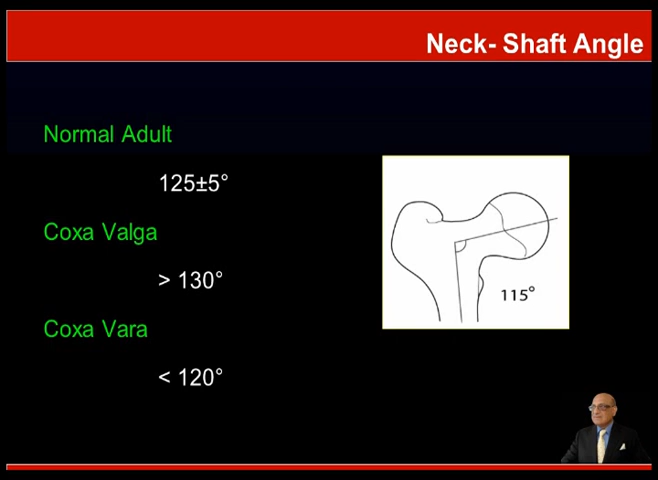 Neck- Shaft Angle
Normal Adult
125±5°
Coxa Valga
> 130°
Coxa Vara
< 120°
115°